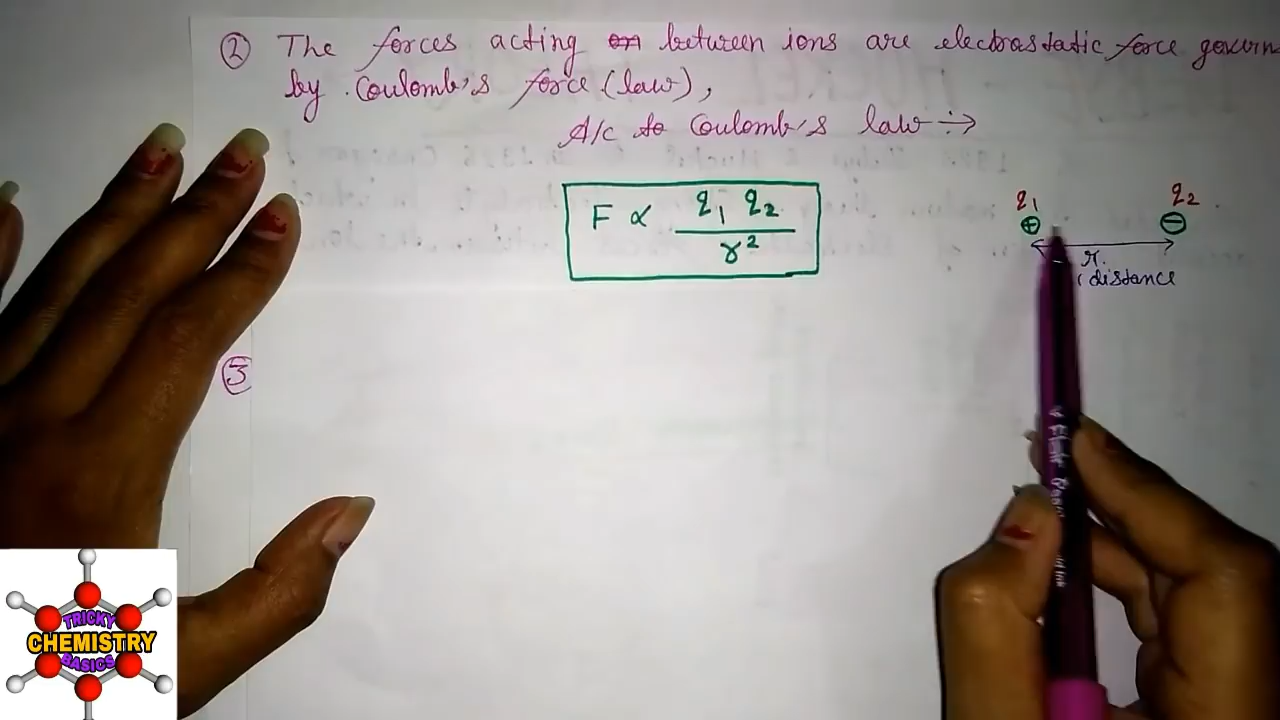 ② The forces acting between ions are electrostatic force govern
by Coulomb's force (law),
A/c to Coulomb's law ÷→
F ∝ q₁ q₂ / r²
q₁ q₂
⊕ ⊖
r.
(distance
③
TRICKY
CHEMISTRY
BASICS